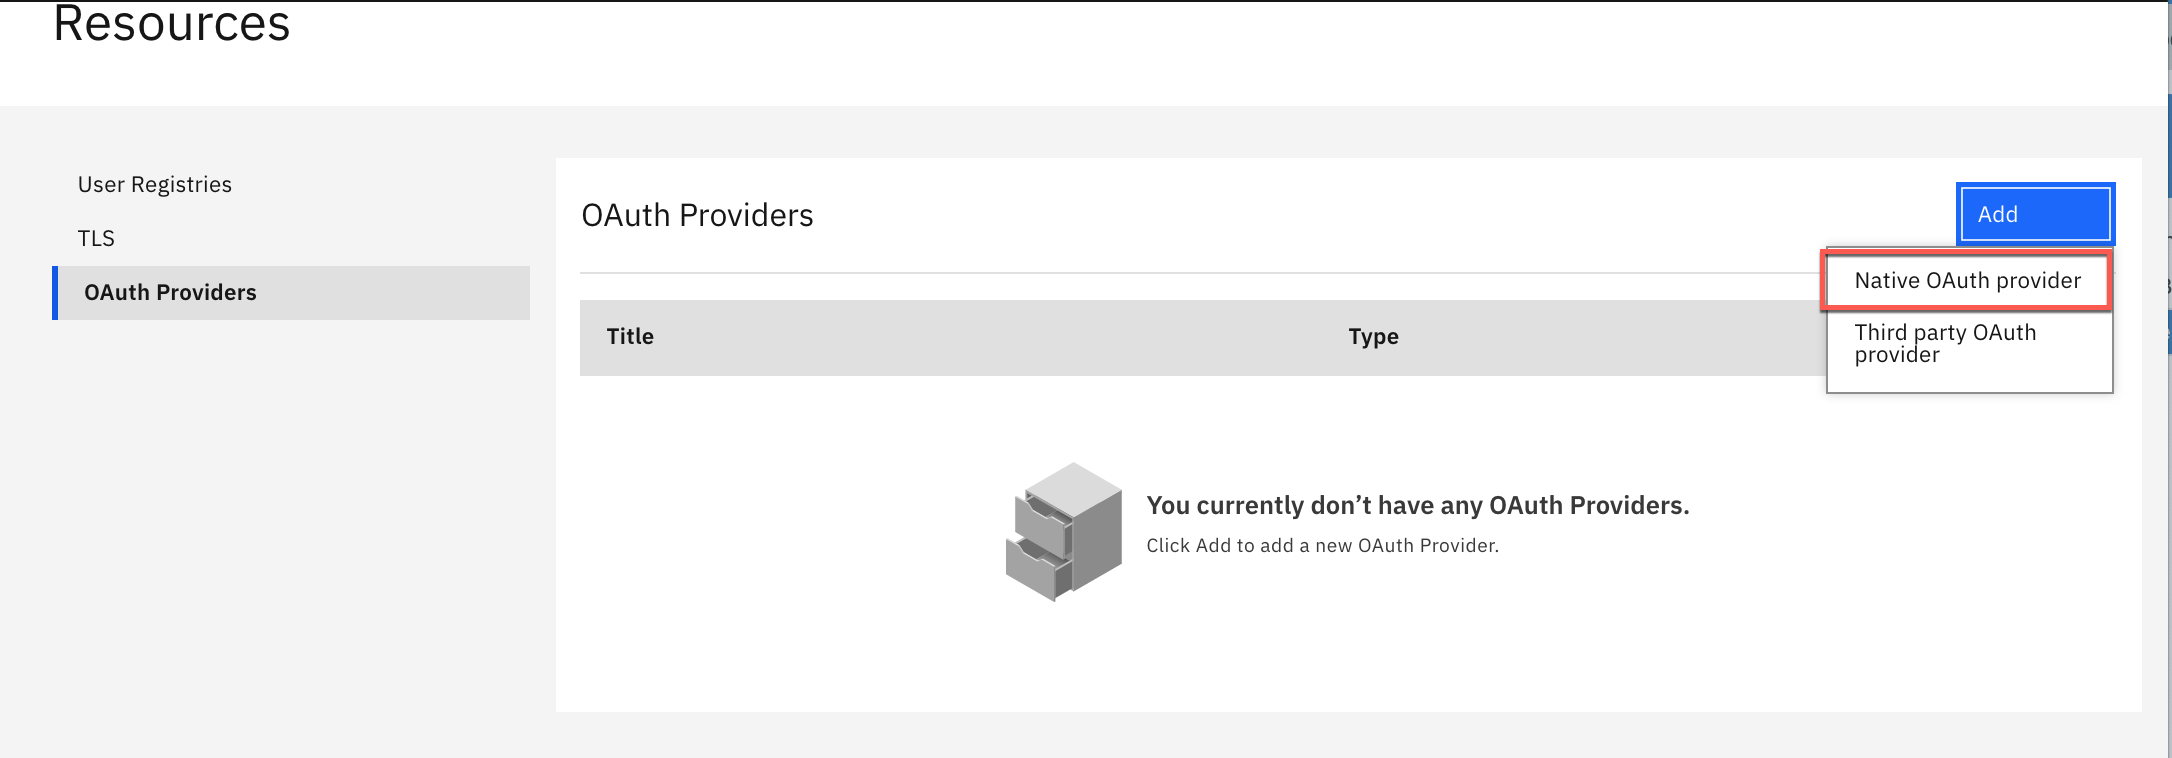 Resources
User Registries
TLS
OAuth Providers
OAuth Providers
Add
Native OAuth provider
Third party OAuth
provider
Title
Type
You currently don’t have any OAuth Providers.
Click Add to add a new OAuth Provider.